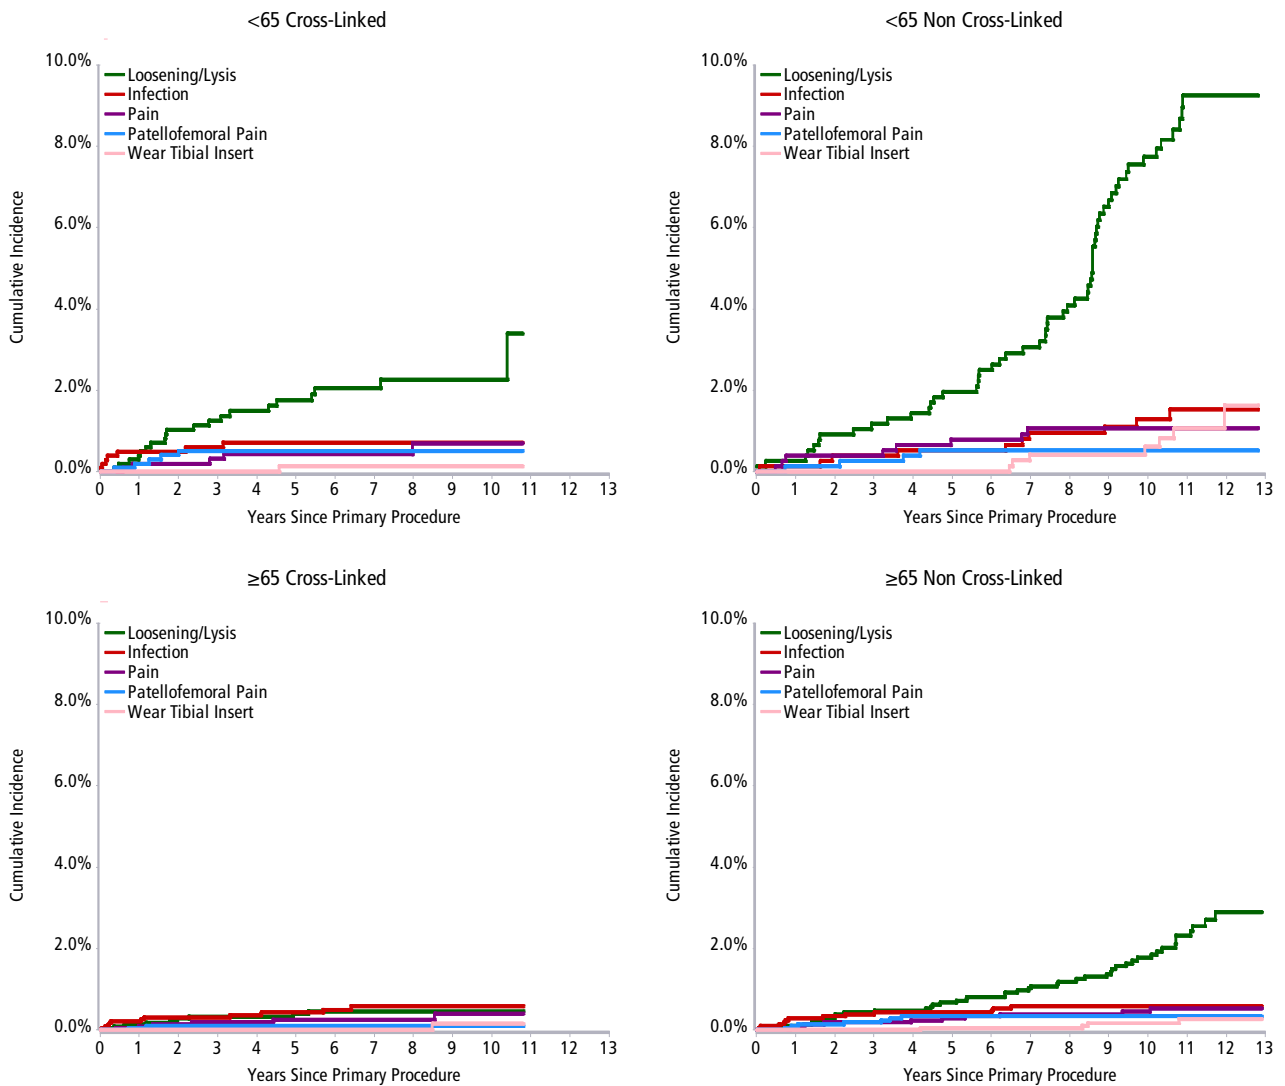 <65 Cross-Linked
10.0%
8.0%
6.0%
4.0%
2.0%
0.0%
Cumulative Incidence
Loosening/Lysis
Infection
Pain
Patellofemoral Pain
Wear Tibial Insert
0 1 2 3 4 5 6 7 8 9 10 11 12 13
Years Since Primary Procedure
<65 Non Cross-Linked
10.0%
8.0%
6.0%
4.0%
2.0%
0.0%
Cumulative Incidence
Loosening/Lysis
Infection
Pain
Patellofemoral Pain
Wear Tibial Insert
0 1 2 3 4 5 6 7 8 9 10 11 12 13
Years Since Primary Procedure
≥65 Cross-Linked
10.0%
8.0%
6.0%
4.0%
2.0%
0.0%
Cumulative Incidence
Loosening/Lysis
Infection
Pain
Patellofemoral Pain
Wear Tibial Insert
0 1 2 3 4 5 6 7 8 9 10 11 12 13
Years Since Primary Procedure
≥65 Non Cross-Linked
10.0%
8.0%
6.0%
4.0%
2.0%
0.0%
Cumulative Incidence
Loosening/Lysis
Infection
Pain
Patellofemoral Pain
Wear Tibial Insert
0 1 2 3 4 5 6 7 8 9 10 11 12 13
Years Since Primary Procedure